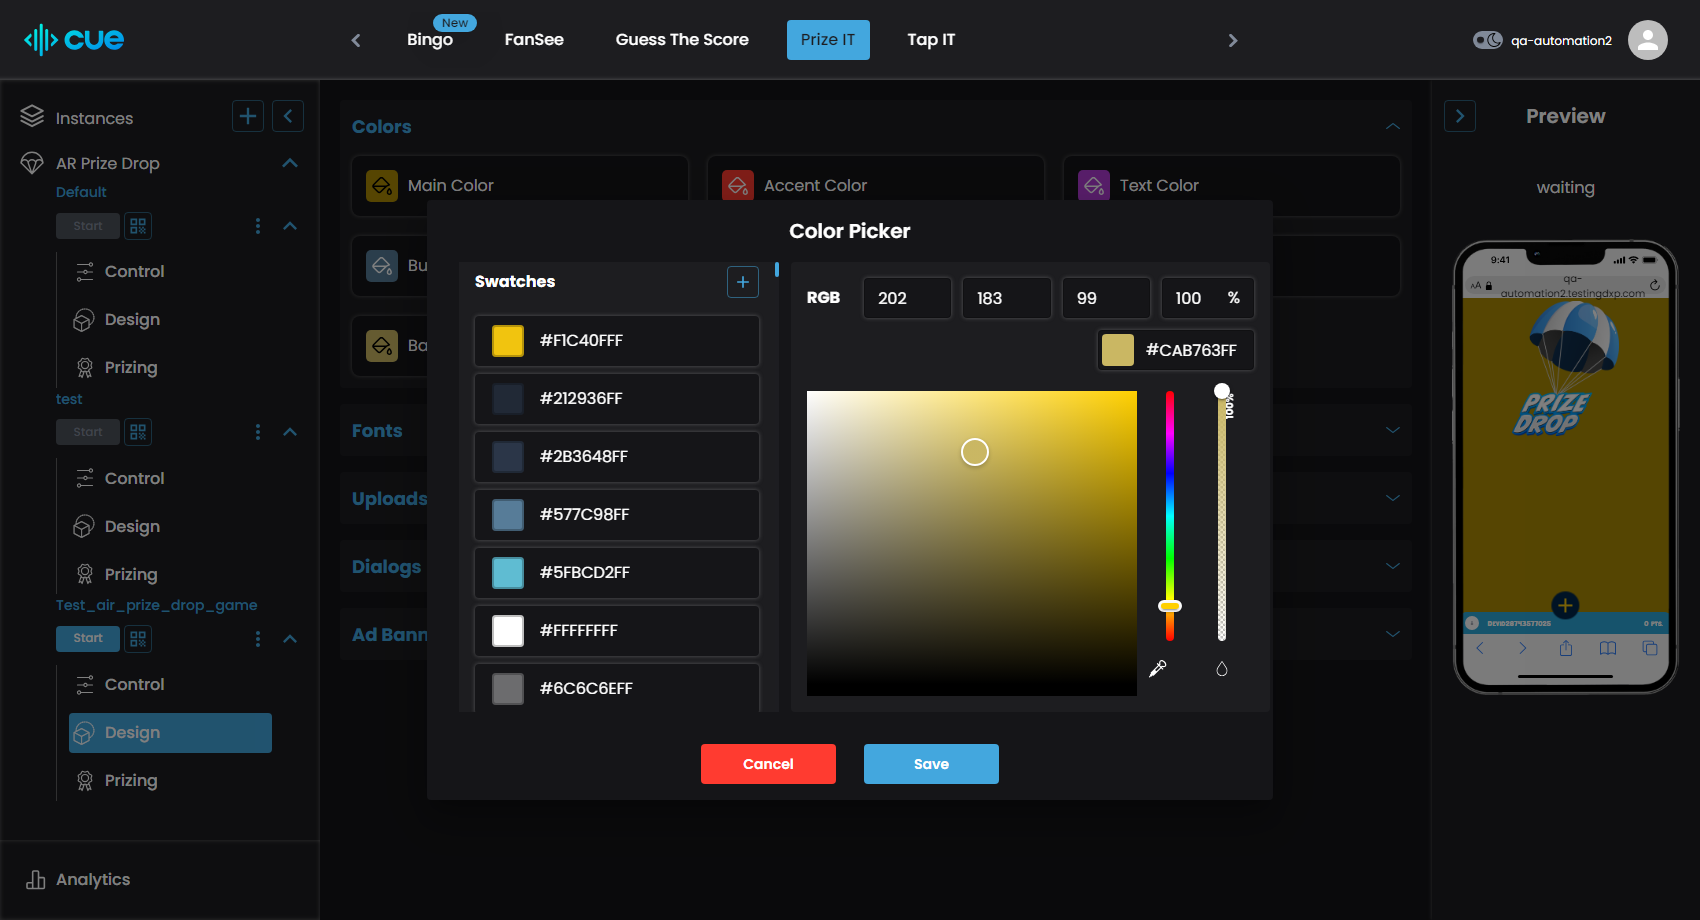 cue
New
Bingo
FanSee
Guess The Score
Prize IT
Tap IT
qa-automation2
Instances
AR Prize Drop
Default
Start
Control
Design
Prizing
test
Start
Control
Design
Prizing
Test_air_prize_drop_game
Start
Control
Design
Prizing
Analytics
Colors
Main Color
Accent Color
Text Color
Bu
Ba
Fonts
Uploads
Dialogs
Ad Bann
Color Picker
Swatches
#F1C40FFF
#212936FF
#2B3648FF
#577C98FF
#5FBCD2FF
#FFFFFFFF
#6C6C6EFF
RGB
202
183
99
100 %
#CAB763FF
100%
Cancel
Save
Preview
waiting
9:41
AA
qa-
automation2.testingdxp.com
PRIZE
DROP
0 PTS.